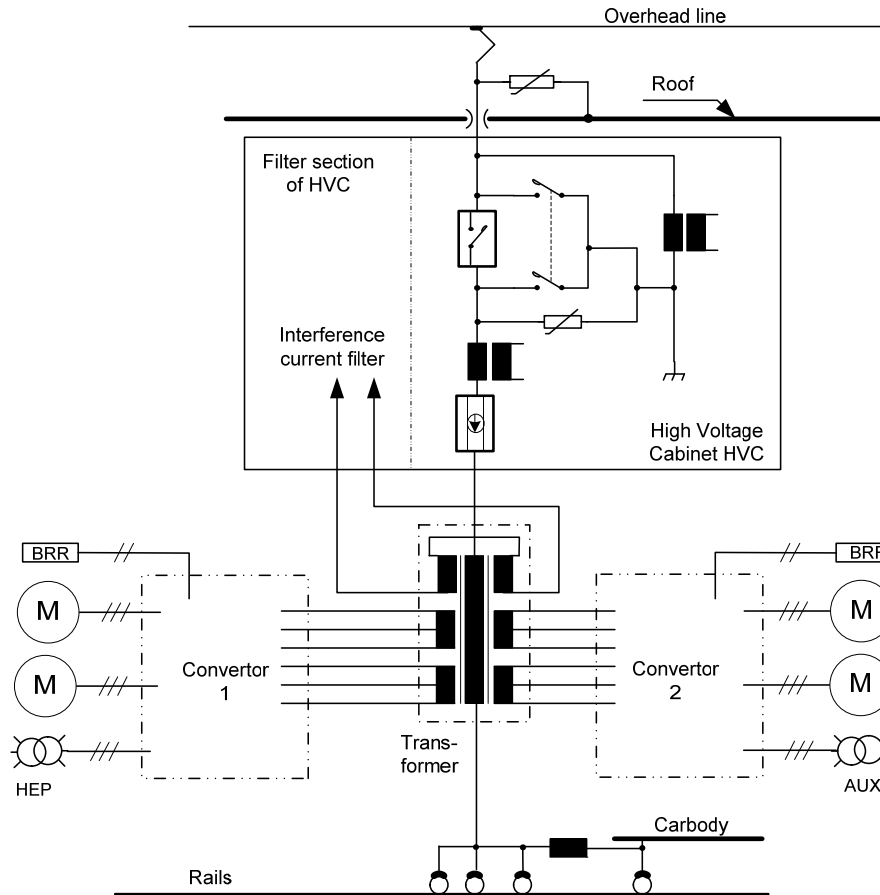 Overhead line
Roof
Filter section
of HVC
Interference
current filter
High Voltage
Cabinet HVC
BRR
BRR
M
M
Convertor
1
Convertor
2
M
M
Trans-
former
HEP
AUX
Carbody
Rails